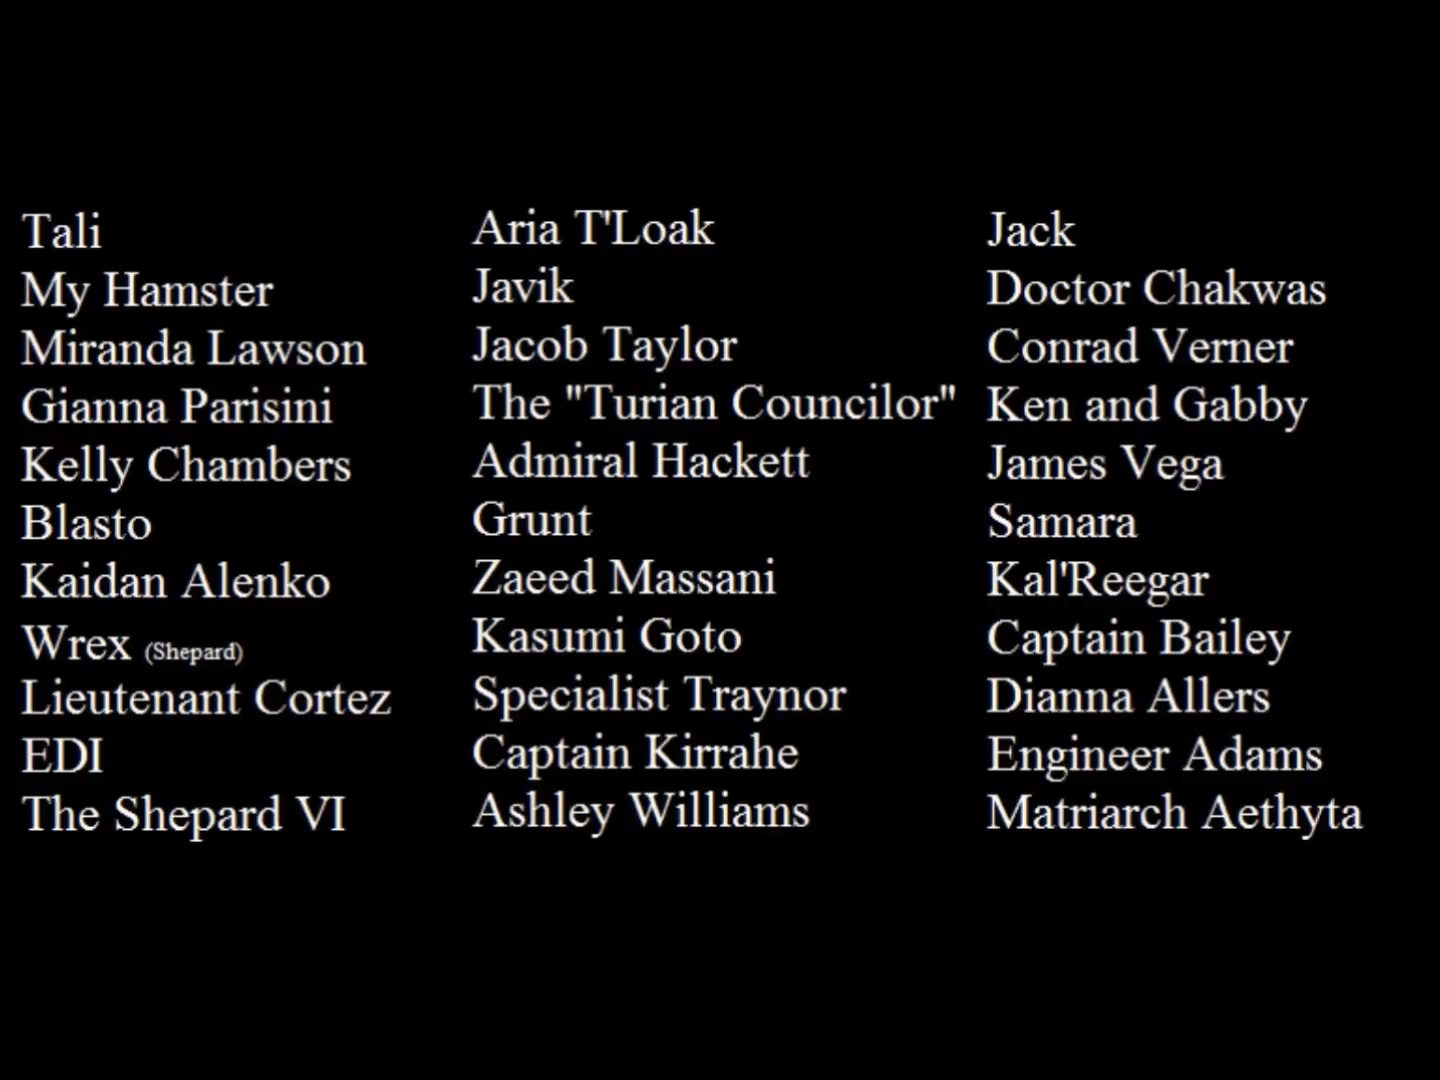 Tali
My Hamster
Miranda Lawson
Gianna Parisini
Kelly Chambers
Blasto
Kaidan Alenko
Wrex (Shepard)
Lieutenant Cortez
EDI
The Shepard VI
Aria T'Loak
Javik
Jacob Taylor
The "Turian Councilor"
Admiral Hackett
Grunt
Zaeed Massani
Kasumi Goto
Specialist Traynor
Captain Kirrahe
Ashley Williams
Jack
Doctor Chakwas
Conrad Verner
Ken and Gabby
James Vega
Samara
Kal'Reegar
Captain Bailey
Dianna Allers
Engineer Adams
Matriarch Aethyta